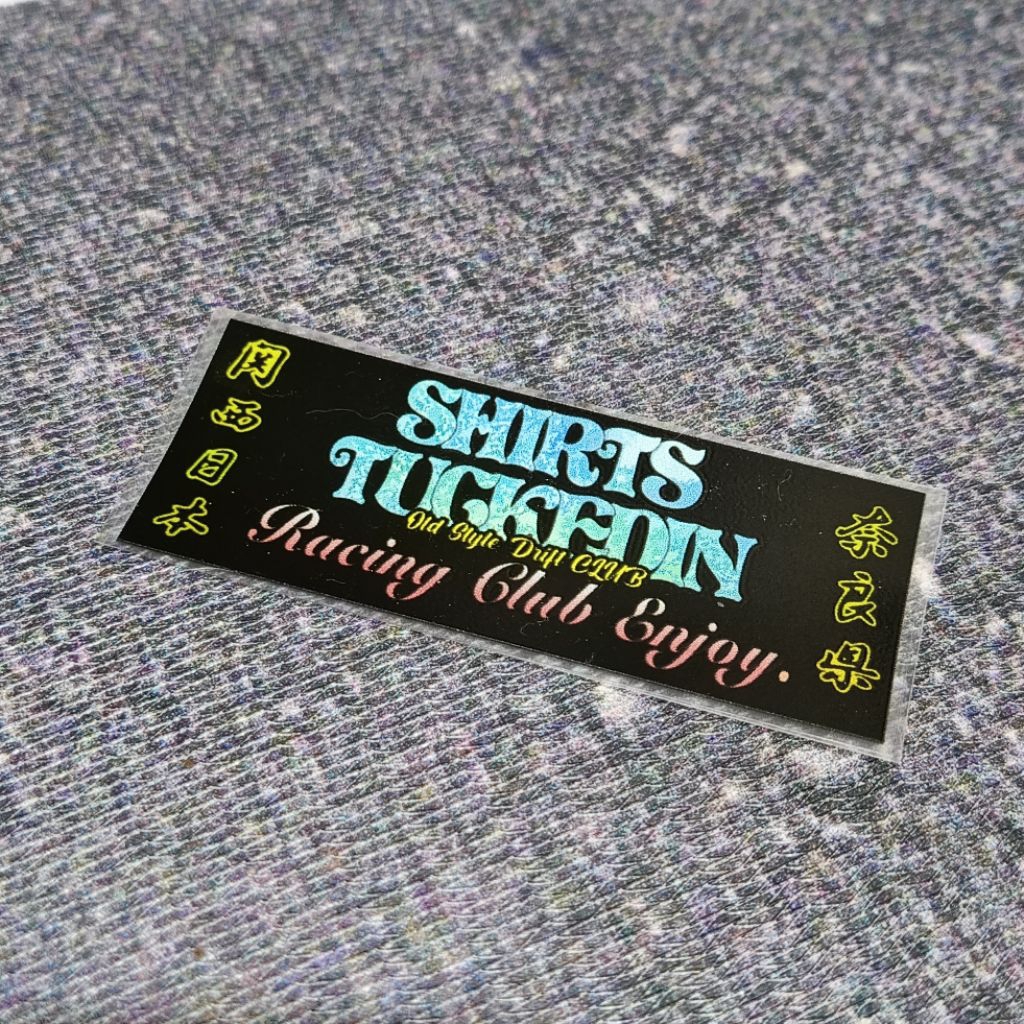 関西日本
SHIRTS
TUCKEDIN
Old Style Drift CLUB
Racing Club Enjoy.
奈良県